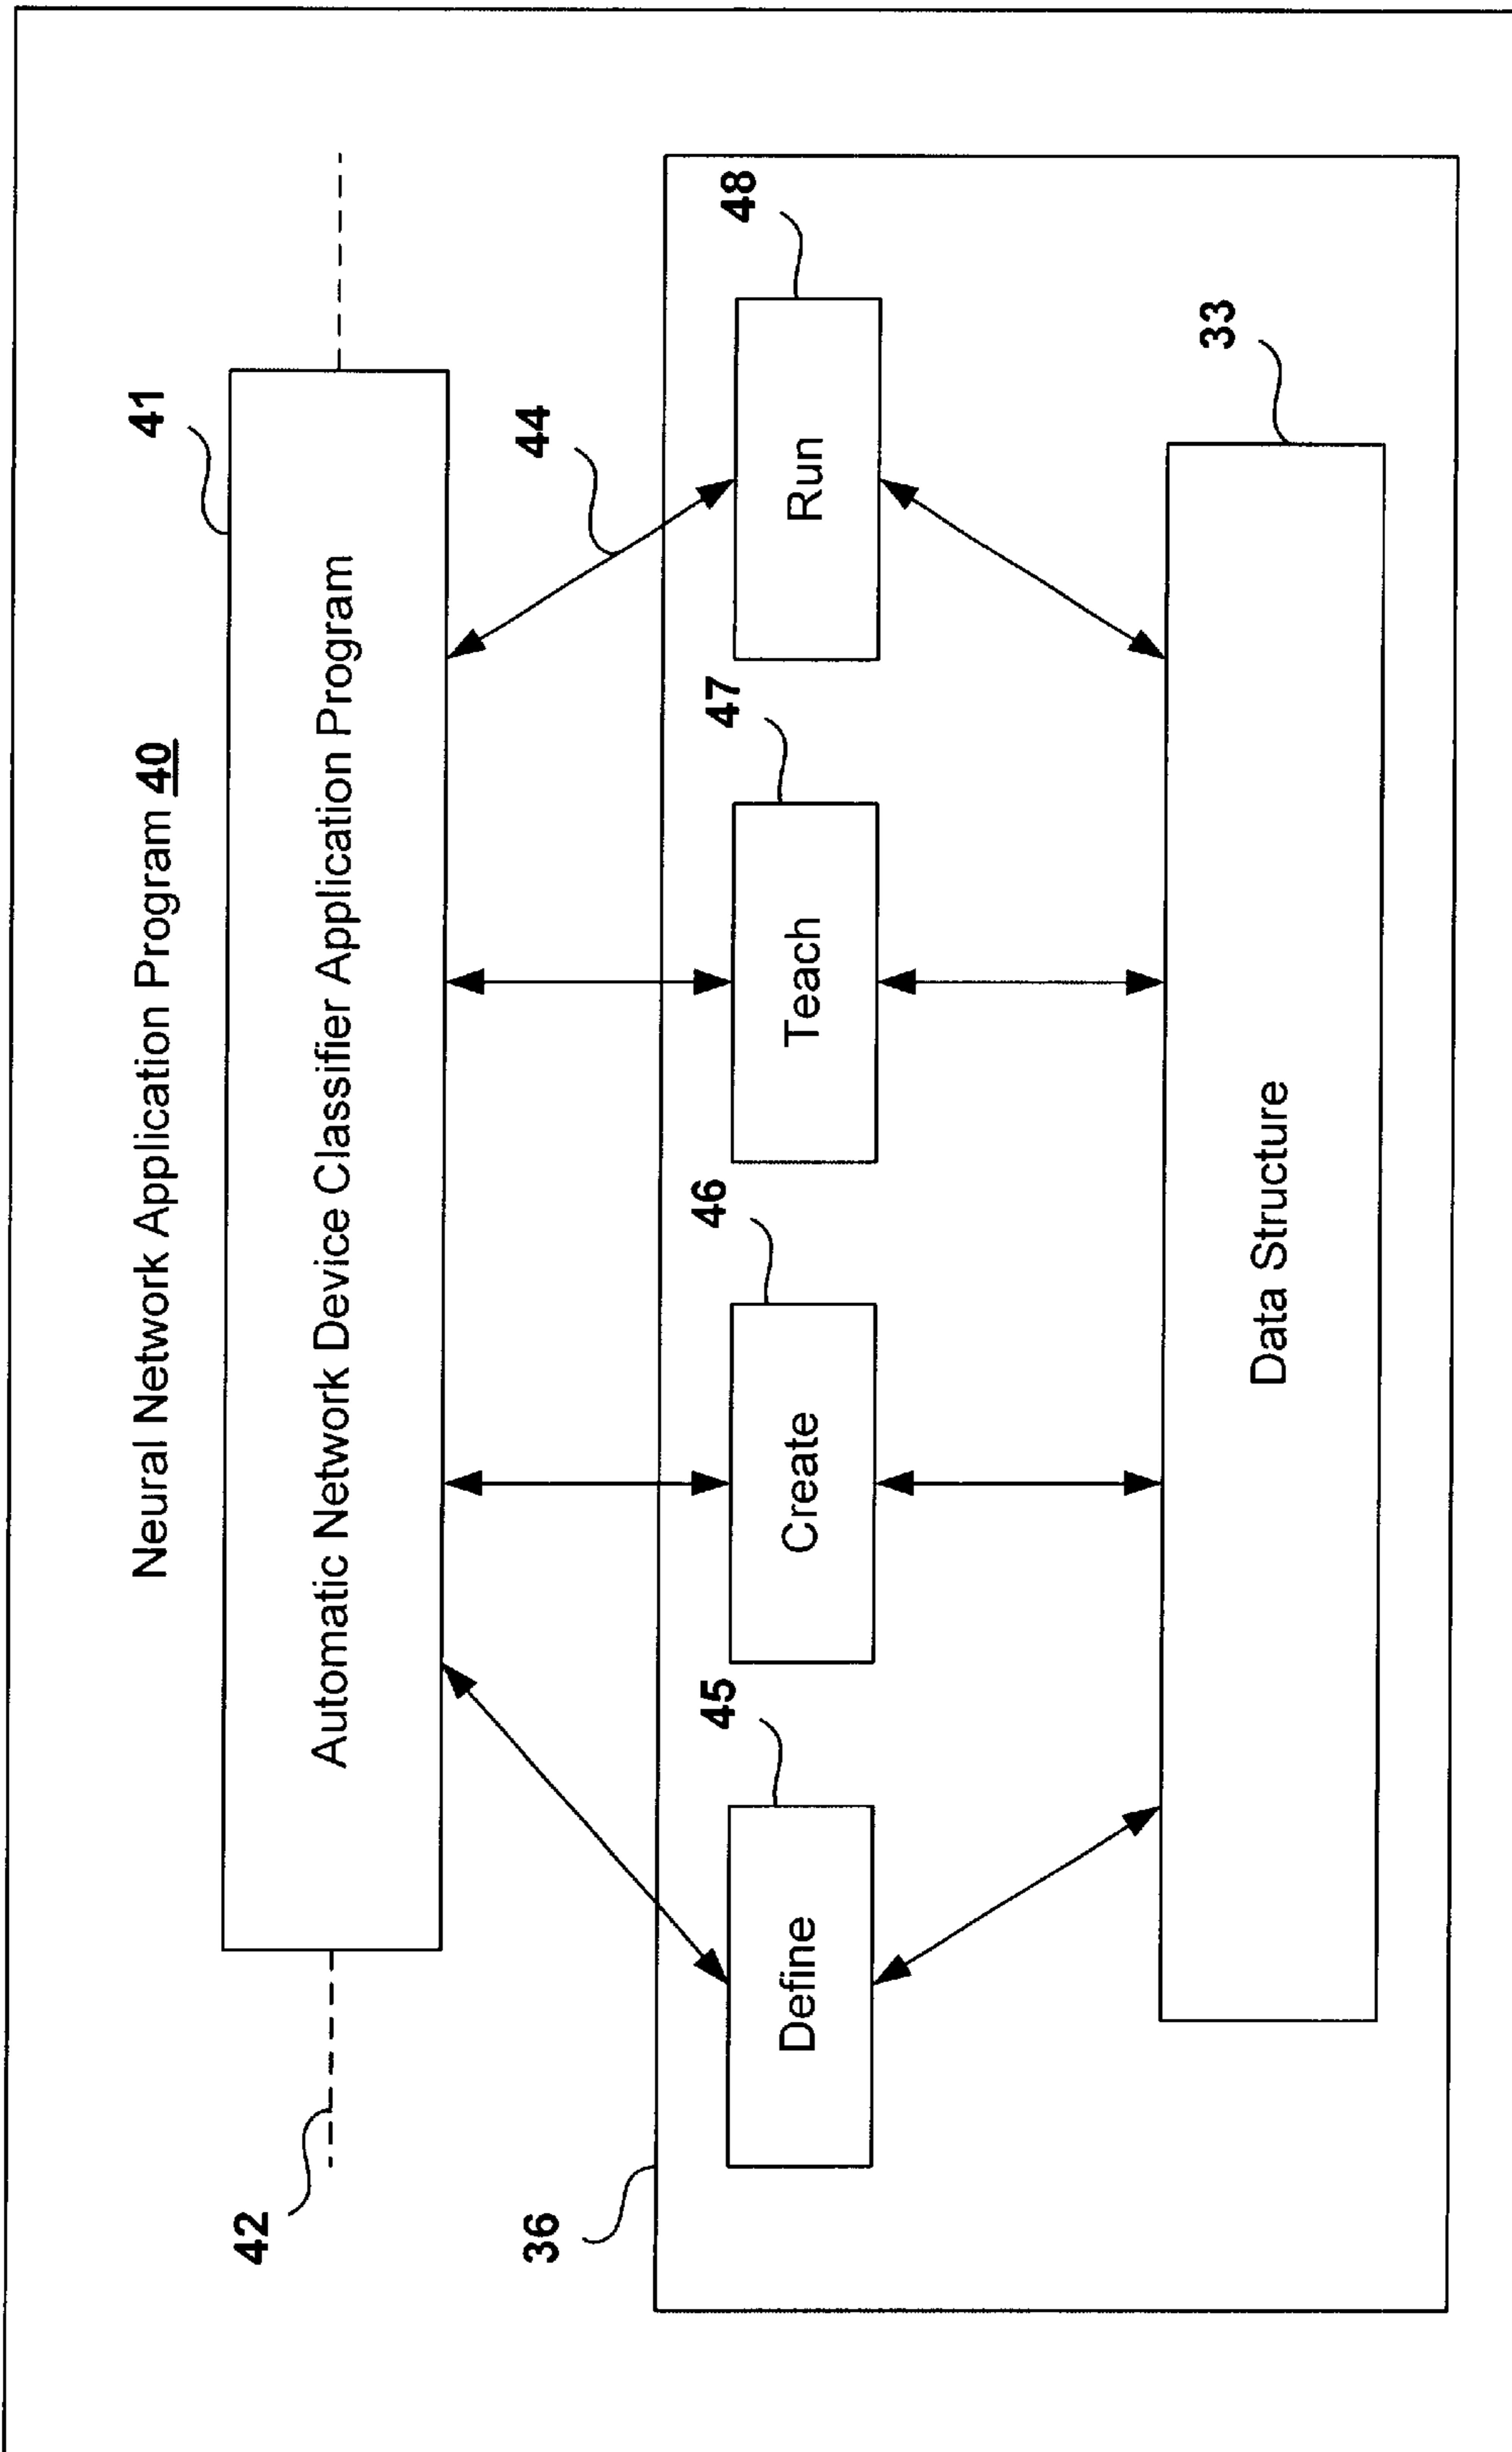 Neural Network Application Program 40
41
Automatic Network Device Classifier Application Program
42
44
36
45
46
47
48
Define
Create
Teach
Run
33
Data Structure